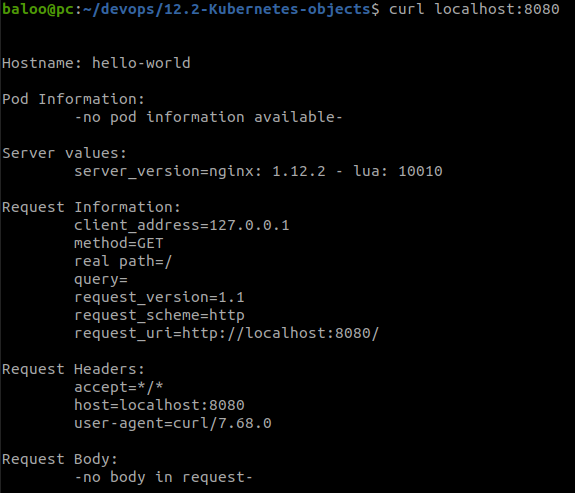 baloo@pc:~/devops/12.2-Kubernetes-objects$ curl localhost:8080
Hostname: hello-world
Pod Information:
-no pod information available-
Server values:
server_version=nginx: 1.12.2 - lua: 10010
Request Information:
client_address=127.0.0.1
method=GET
real path=/
query=
request_version=1.1
request_scheme=http
request_uri=http://localhost:8080/
Request Headers:
accept=*/*
host=localhost:8080
user-agent=curl/7.68.0
Request Body:
-no body in request-